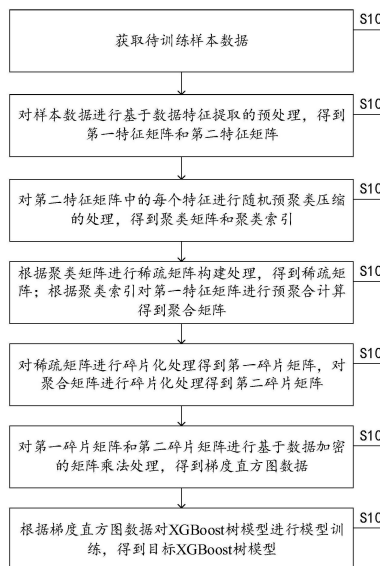 获取待训练样本数据
S10
对样本数据进行基于数据特征提取的预处理，得到
第一特征矩阵和第二特征矩阵
S10
对第二特征矩阵中的每个特征进行随机预聚类压缩
的处理，得到聚类矩阵和聚类索引
S10
根据聚类矩阵进行稀疏矩阵构建处理，得到稀疏矩
阵；根据聚类索引对第一特征矩阵进行预聚合计算
得到聚合矩阵
S10
对稀疏矩阵进行碎片化处理得到第一碎片矩阵，对
聚合矩阵进行碎片化处理得到第二碎片矩阵
S10
对第一碎片矩阵和第二碎片矩阵进行基于数据加密
的矩阵乘法处理，得到梯度直方图数据
S10
根据梯度直方图数据对XGBoost树模型进行模型训
练，得到目标XGBoost树模型
S10